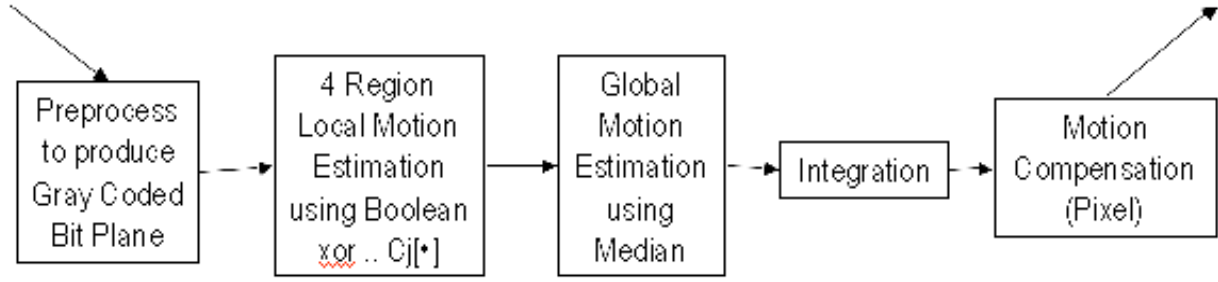 Preprocess
to produce
Gray Coded
Bit Plane
4 Region
Local Motion
Estimation
using Boolean
xor .. Cj[•]
Global
Motion
Estimation
using
Median
Integration
Motion
Compensation
(Pixel)